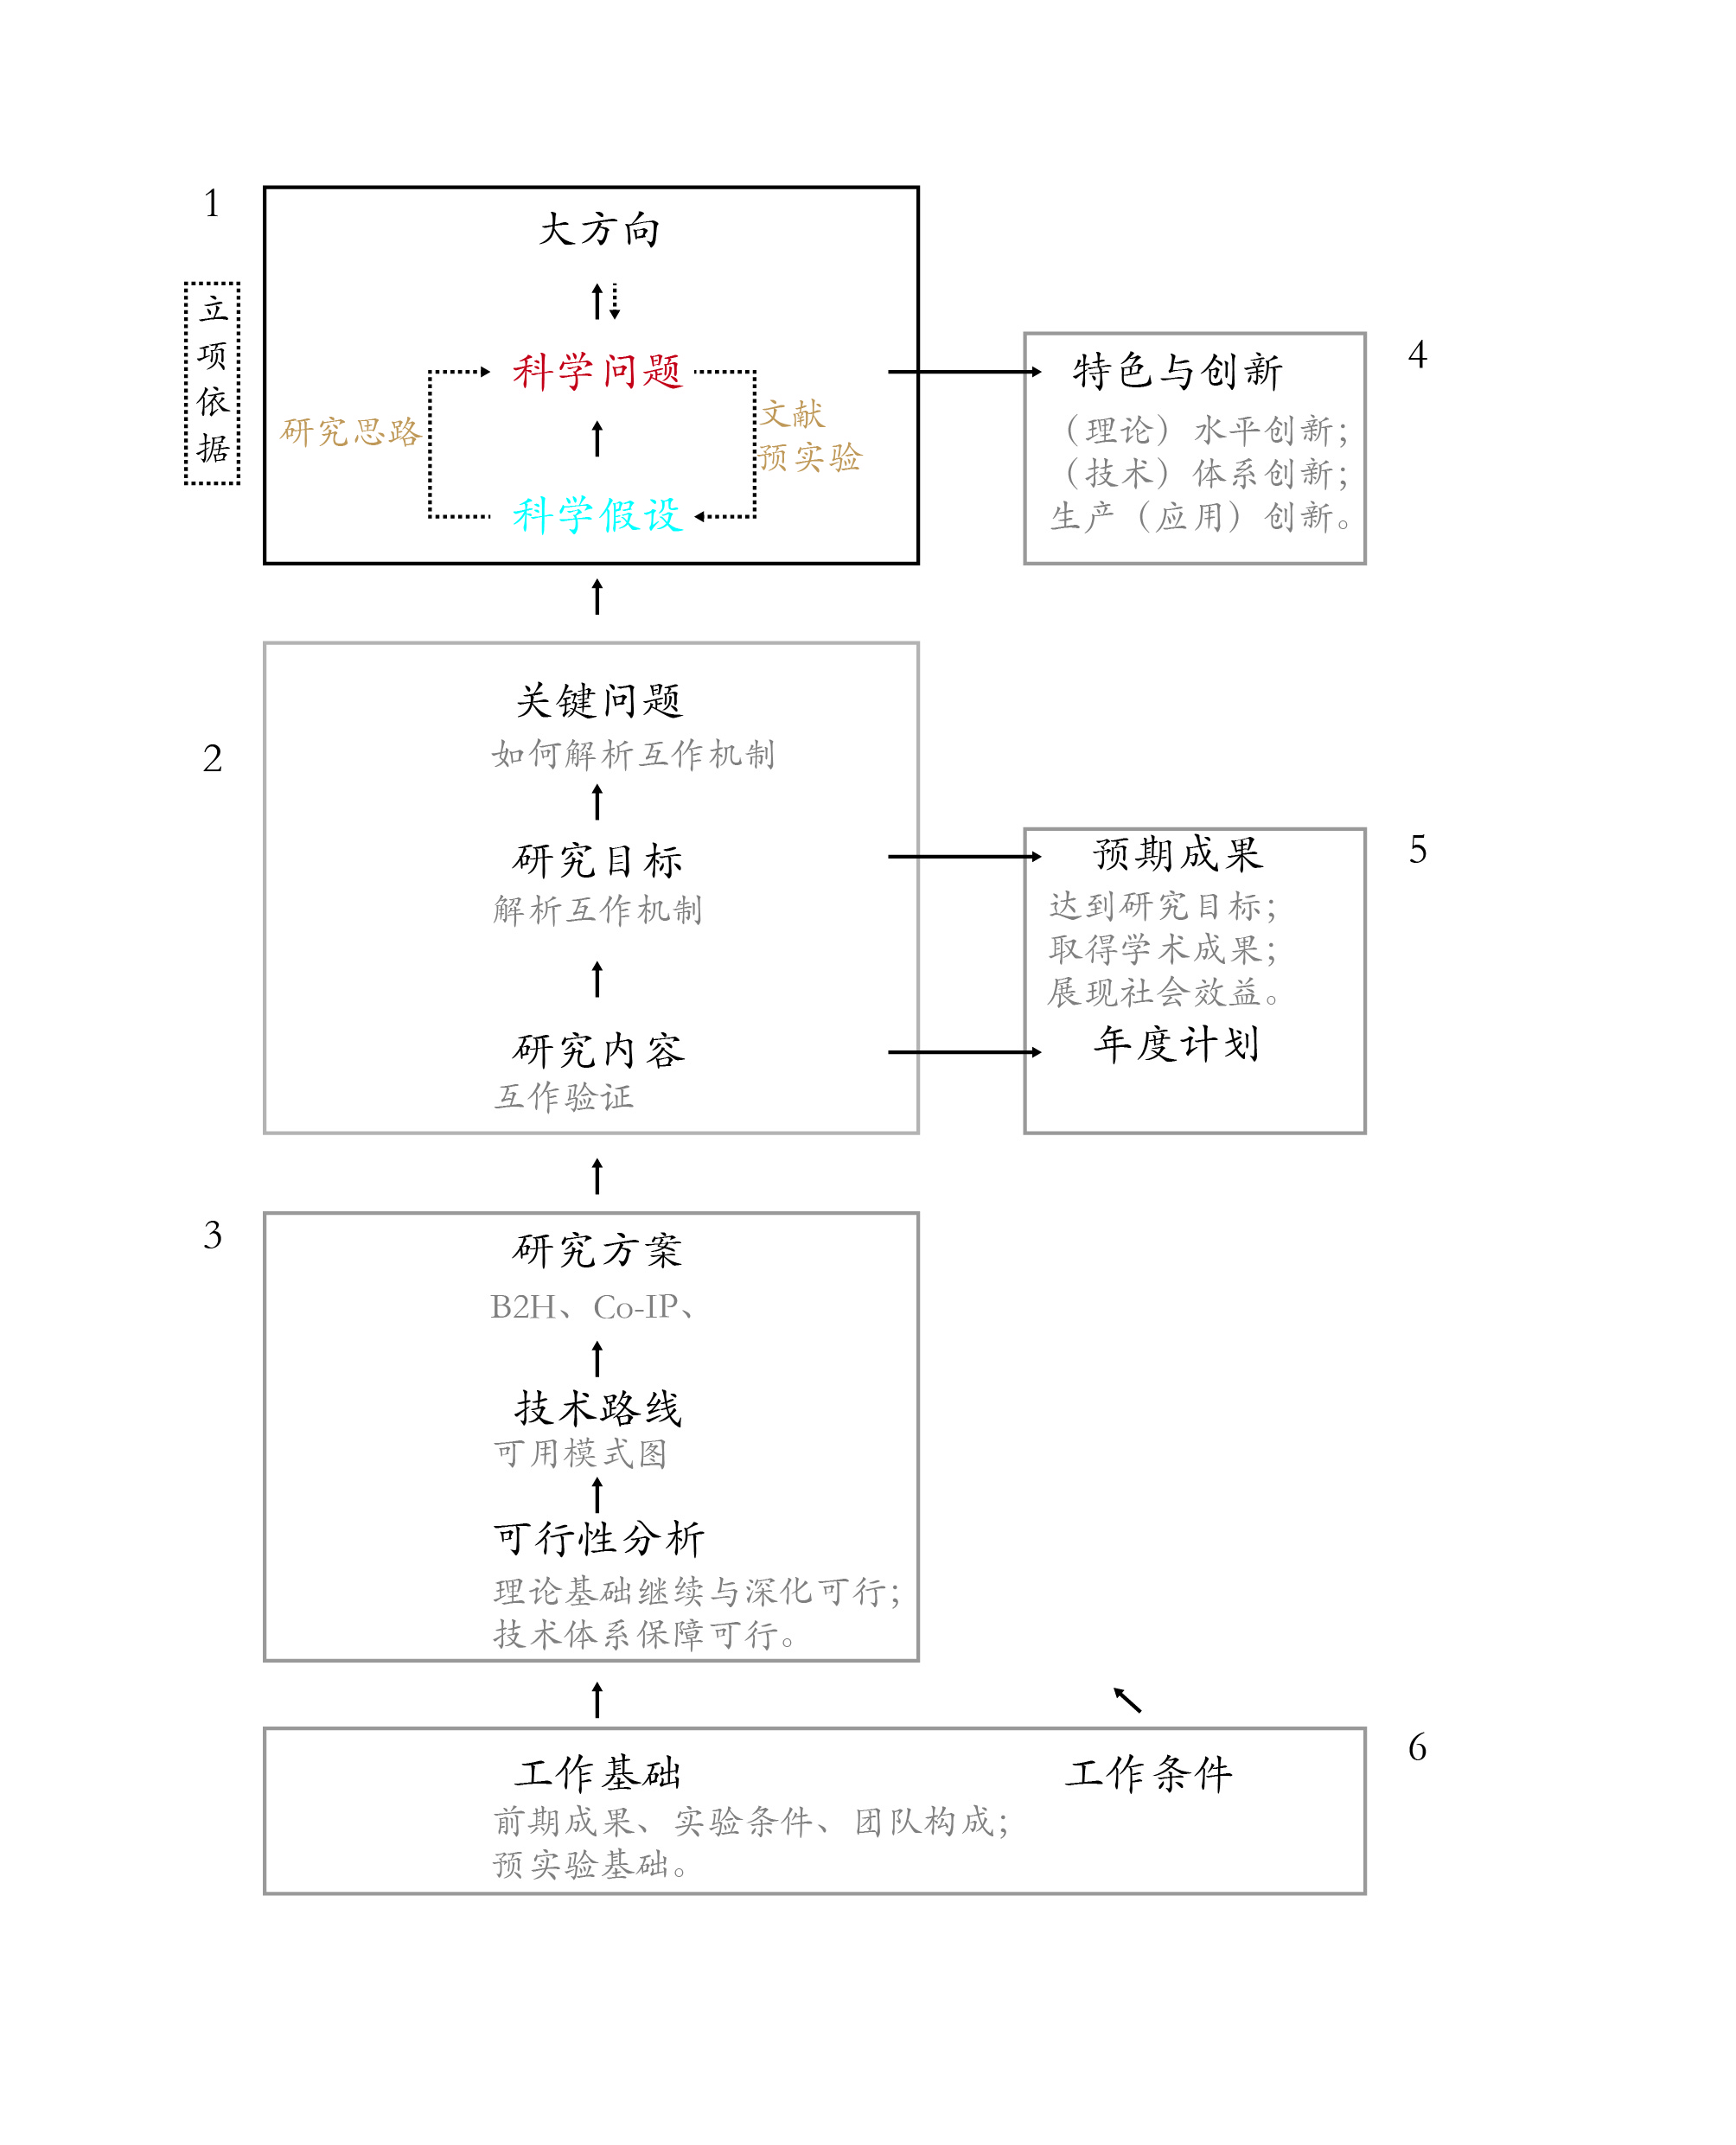 1
立项依据
大方向
科学问题
研究思路
文献
预实验
科学假设
4
特色与创新
（理论）水平创新；
（技术）体系创新；
生产（应用）创新。
2
关键问题
如何解析互作机制
研究目标
解析互作机制
研究内容
互作验证
5
预期成果
达到研究目标；
取得学术成果；
展现社会效益。
年度计划
3
研究方案
B2H、Co-IP、
技术路线
可用模式图
可行性分析
理论基础继续与深化可行；
技术体系保障可行。
6
工作基础
工作条件
前期成果、实验条件、团队构成；
预实验基础。